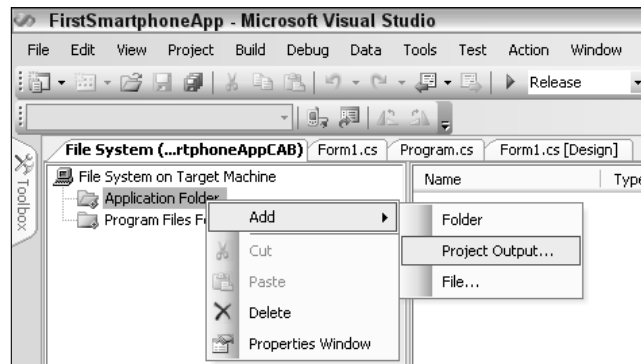 FirstSmartphoneApp - Microsoft Visual Studio
File Edit View Project Build Debug Data Tools Test Action Window
Release
File System (...rtphoneAppCAB) Form1.cs Program.cs Form1.cs [Design]
Toolbox
File System on Target Machine
Name Type
Application Folder
Program Files Fo
Add
Folder
Cut
Project Output...
Paste
File...
Delete
Properties Window